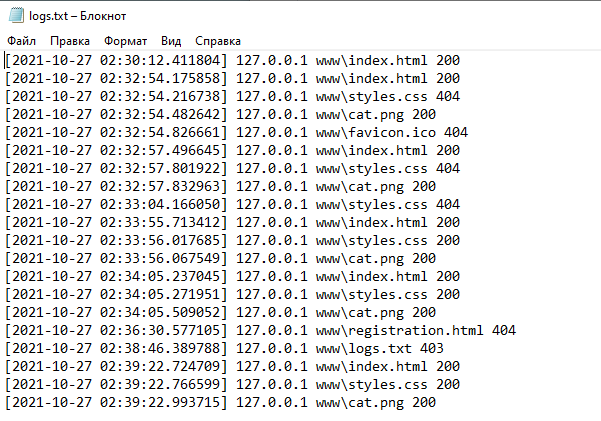 logs.txt – Блокнот
Файл Правка Формат Вид Справка
[2021-10-27 02:30:12.411804] 127.0.0.1 www\index.html 200
[2021-10-27 02:32:54.175858] 127.0.0.1 www\index.html 200
[2021-10-27 02:32:54.216738] 127.0.0.1 www\styles.css 404
[2021-10-27 02:32:54.482642] 127.0.0.1 www\cat.png 200
[2021-10-27 02:32:54.826661] 127.0.0.1 www\favicon.ico 404
[2021-10-27 02:32:57.496645] 127.0.0.1 www\index.html 200
[2021-10-27 02:32:57.801922] 127.0.0.1 www\styles.css 404
[2021-10-27 02:32:57.832963] 127.0.0.1 www\cat.png 200
[2021-10-27 02:33:04.166050] 127.0.0.1 www\styles.css 404
[2021-10-27 02:33:55.713412] 127.0.0.1 www\index.html 200
[2021-10-27 02:33:56.017685] 127.0.0.1 www\styles.css 200
[2021-10-27 02:33:56.067549] 127.0.0.1 www\cat.png 200
[2021-10-27 02:34:05.237045] 127.0.0.1 www\index.html 200
[2021-10-27 02:34:05.271951] 127.0.0.1 www\styles.css 200
[2021-10-27 02:34:05.509052] 127.0.0.1 www\cat.png 200
[2021-10-27 02:36:30.577105] 127.0.0.1 www\registration.html 404
[2021-10-27 02:38:46.389788] 127.0.0.1 www\logs.txt 403
[2021-10-27 02:39:22.724709] 127.0.0.1 www\index.html 200
[2021-10-27 02:39:22.766599] 127.0.0.1 www\styles.css 200
[2021-10-27 02:39:22.993715] 127.0.0.1 www\cat.png 200